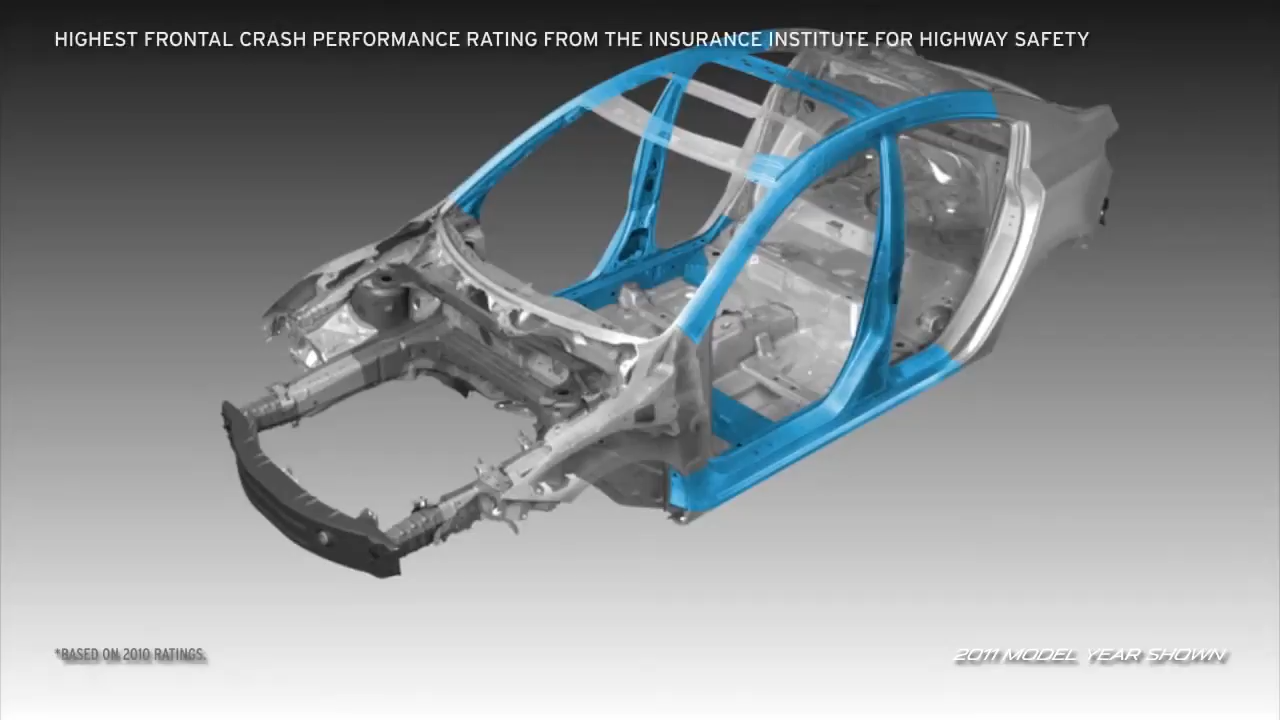 HIGHEST FRONTAL CRASH PERFORMANCE RATING FROM THE INSURANCE INSTITUTE FOR HIGHWAY SAFETY
*BASED ON 2010 RATINGS.
2011 MODEL YEAR SHOWN